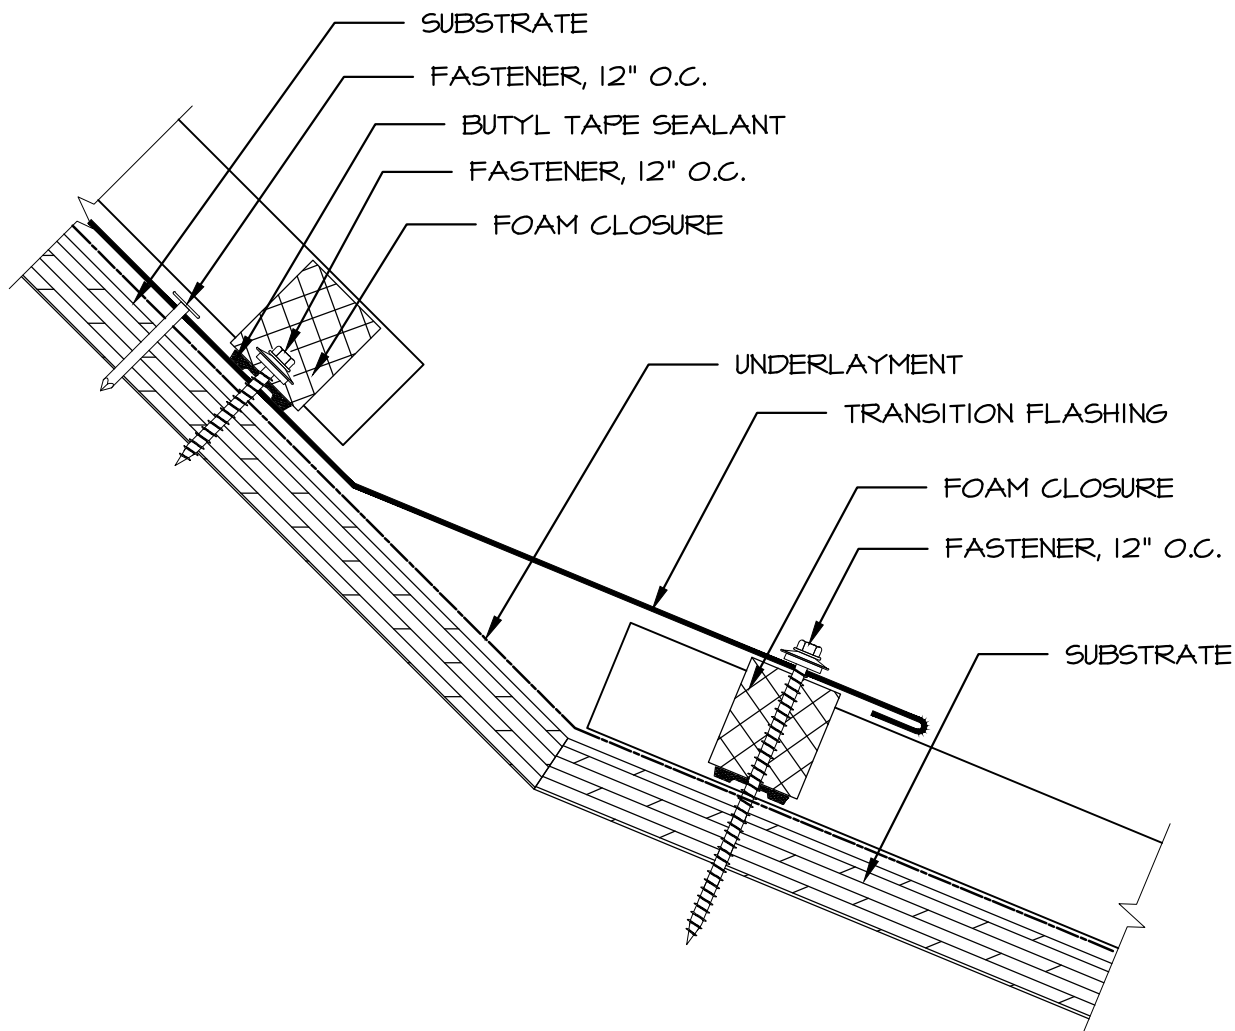 SUBSTRATE
FASTENER, 12" O.C.
BUTYL TAPE SEALANT
FASTENER, 12" O.C.
FOAM CLOSURE
UNDERLAYMENT
TRANSITION FLASHING
FOAM CLOSURE
FASTENER, 12" O.C.
SUBSTRATE